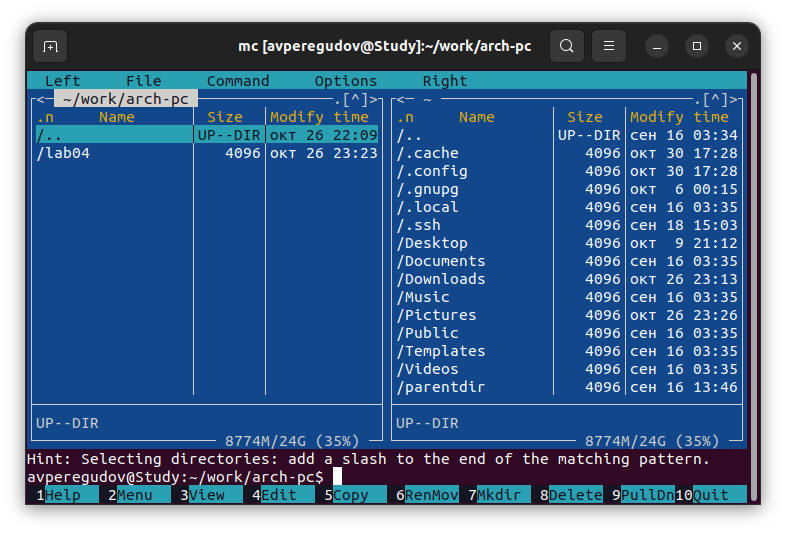 mc [avperegudov@Study]:~/work/arch-pc
Left File Command Options Right
<─ ~/work/arch-pc .[^]>
.n Name Size Modify time
/.. UP--DIR окт 26 22:09
/lab04 4096 окт 26 23:23
UP--DIR
8774M/24G (35%)
<─ ~ .[^]>
.n Name Size Modify time
/.. UP--DIR сен 16 03:34
/.cache 4096 окт 30 17:28
/.config 4096 окт 30 17:28
/.gnupg 4096 окт 6 00:15
/.local 4096 сен 16 03:35
/.ssh 4096 сен 18 15:03
/Desktop 4096 окт 9 21:12
/Documents 4096 сен 16 03:35
/Downloads 4096 окт 26 23:13
/Music 4096 сен 16 03:35
/Pictures 4096 окт 26 23:26
/Public 4096 сен 16 03:35
/Templates 4096 сен 16 03:35
/Videos 4096 сен 16 03:35
/parentdir 4096 сен 16 13:46
UP--DIR
8774M/24G (35%)
Hint: Selecting directories: add a slash to the end of the matching pattern.
avperegudov@Study:~/work/arch-pc$
1Help 2Menu 3View 4Edit 5Copy 6RenMov 7Mkdir 8Delete 9PullDn 10Quit